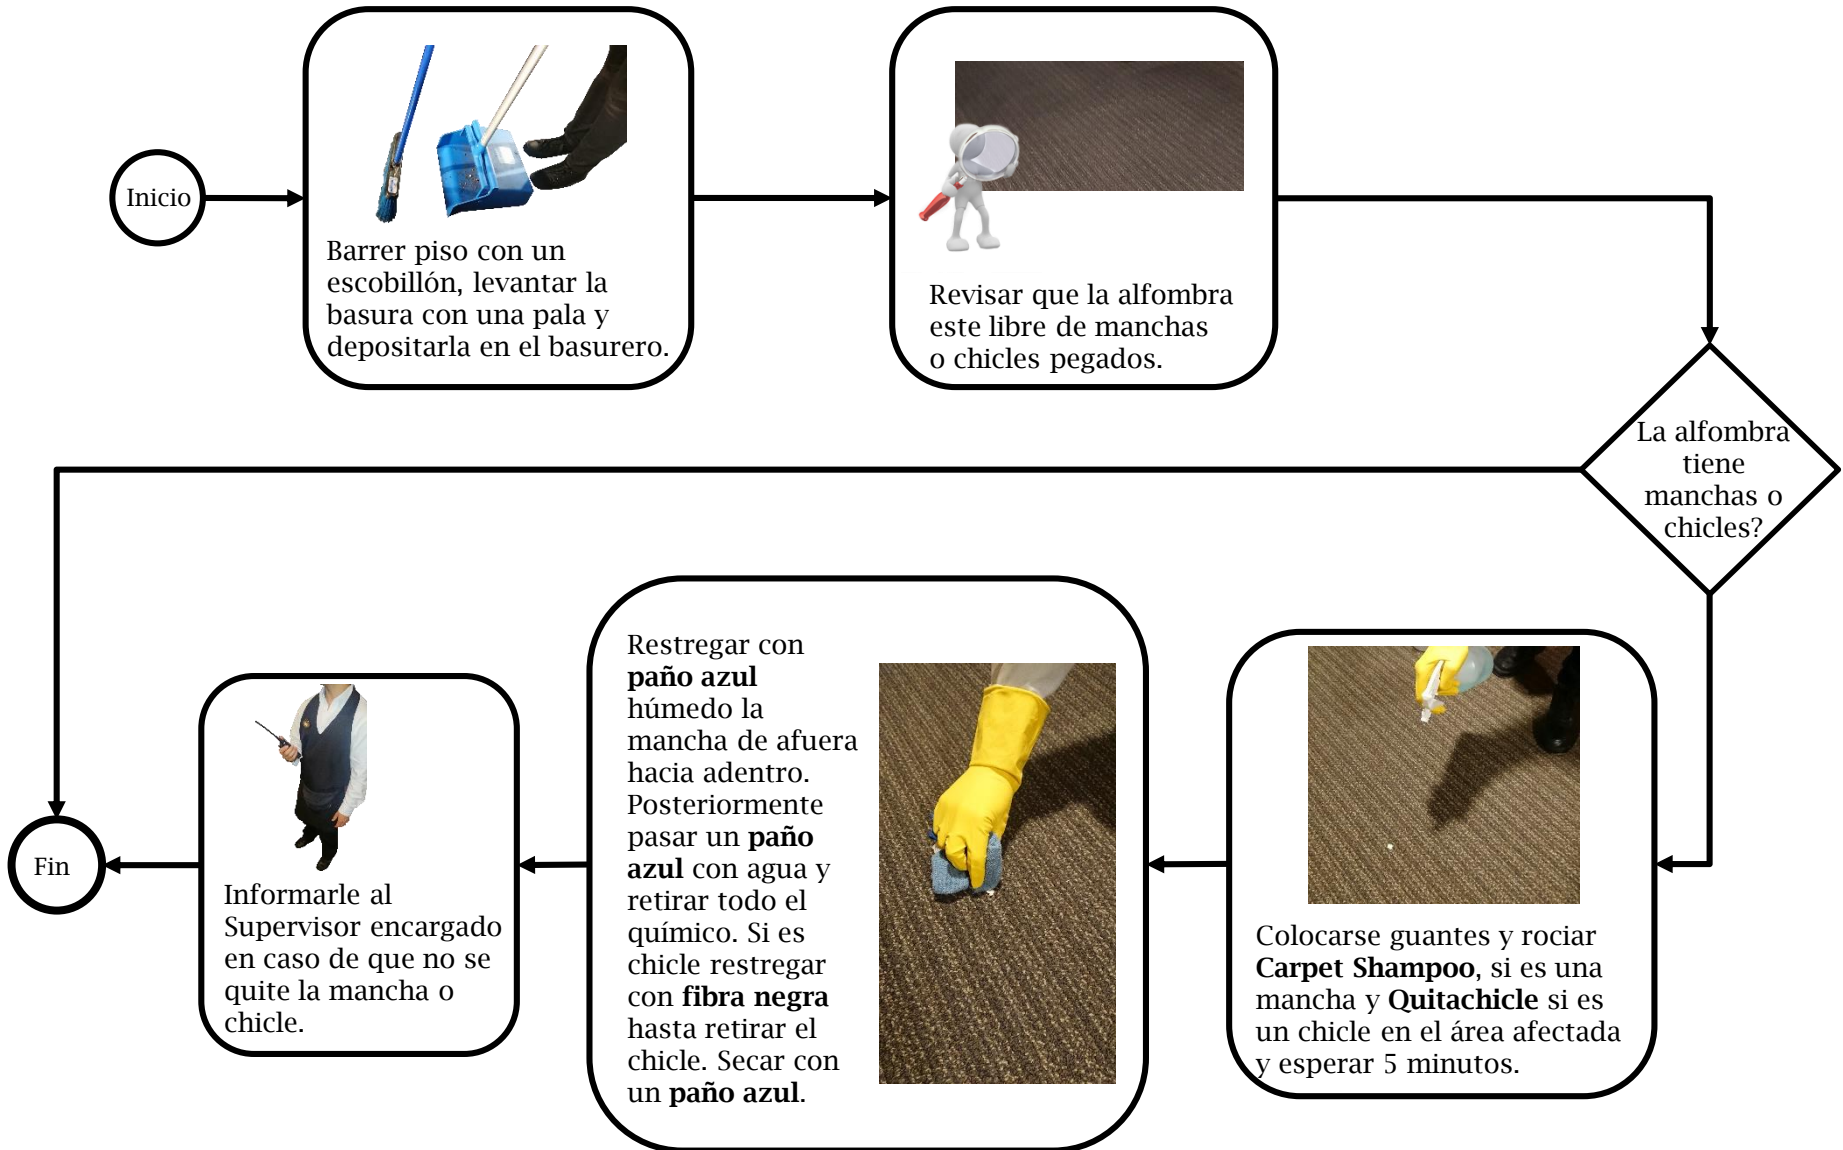 Inicio
Barrer piso con un
escobillón, levantar la
basura con una pala y
depositarla en el basurero.
Revisar que la alfombra
este libre de manchas
o chicles pegados.
La alfombra
tiene
manchas o
chicles?
Colocarse guantes y rociar
Carpet Shampoo, si es una
mancha y Quitachicle si es
un chicle en el área afectada
y esperar 5 minutos.
Restregar con
paño azul
húmedo la
mancha de afuera
hacia adentro.
Posteriormente
pasar un paño
azul con agua y
retirar todo el
químico. Si es
chicle restregar
con fibra negra
hasta retirar el
chicle. Secar con
un paño azul.
Informarle al
Supervisor encargado
en caso de que no se
quite la mancha o
chicle.
Fin